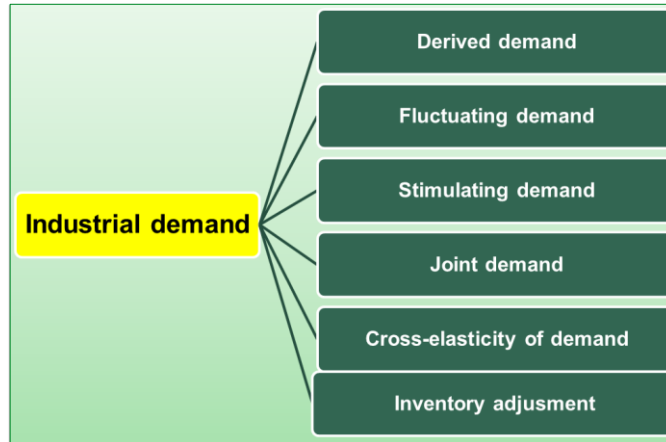 Derived demand
Fluctuating demand
Stimulating demand
Industrial demand
Joint demand
Cross-elasticity of demand
Inventory adjusment